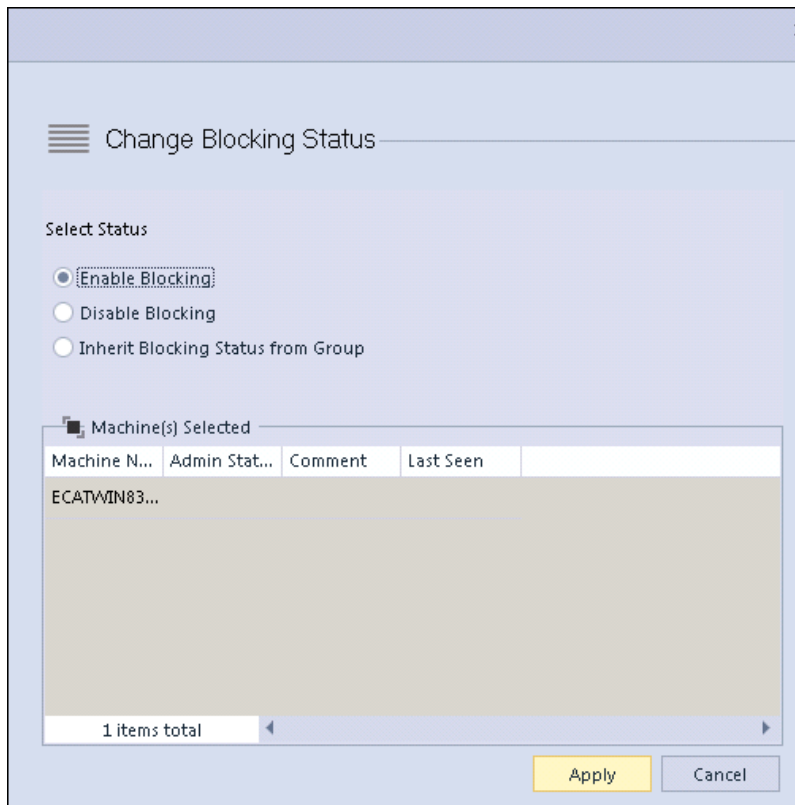 Change Blocking Status
Select Status
Enable Blocking
Disable Blocking
Inherit Blocking Status from Group
Machine(s) Selected
Machine N... Admin Stat... Comment Last Seen
ECATWIN83...
1 items total
Apply Cancel